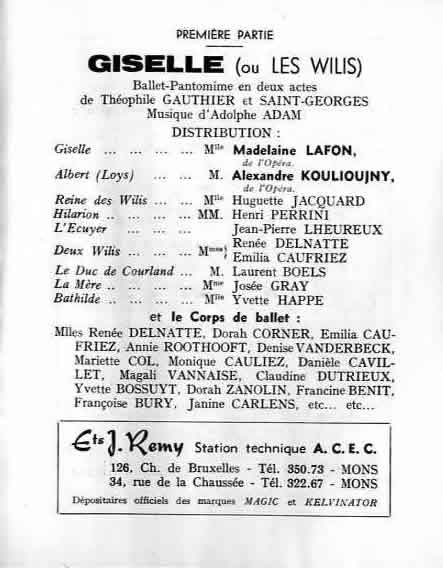 PREMIÈRE PARTIE
GISELLE (ou LES WILIS)
Ballet-Pantomime en deux actes
de Théophile GAUTHIER et SAINT-GEORGES
Musique d'Adolphe ADAM
DISTRIBUTION :
Giselle ... ... ... ... Mlle Madelaine LAFON,
de l'Opéra.
Albert (Loys) ... ... M. Alexandre KOULIOUJNY,
de l'Opéra.
Reine des Wilis ... ... Mlle Huguette JACQUARD
Hilarion .. ... ... ... MM. Henri PERRINI
L'Ecuyer ... ... ... Jean-Pierre LHEUREUX
Deux Wilis ... ... ... Mmes} Renée DELNATTE
Emilia CAUFRIEZ
Le Duc de Courland ... M. Laurent BOELS
La Mère .. ... ... ... Mme Josée GRAY
Bathilde .. ... ... ... Mlle Yvette HAPPE
et le Corps de ballet :
Mlles Renée DELNATTE, Dorah CORNER, Emilia CAU-
FRIEZ, Annie ROOTHOOFT, Denise VANDERBECK,
Mariette COL, Monique CAULIEZ, Danièle CAVIL-
LET, Magali VANNAISE, Claudine DUTRIEUX,
Yvette BOSSUYT, Dorah ZANOLIN, Francine BENIT,
Françoise BURY, Janine CARLENS, etc... etc...
Ets J. Remy Station technique A. C. E. C.
126, Ch. de Bruxelles - Tél. 350.73 - MONS
34, rue de la Chaussée - Tél. 322.67 - MONS
Dépositaires officiels des marques MAGIC et KELVINATOR